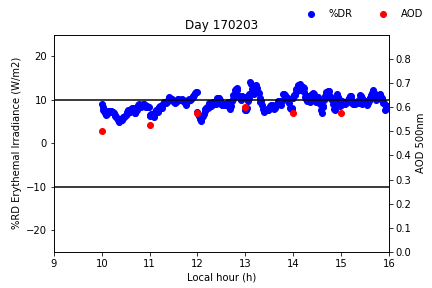 %DR AOD
Day 170203
%RD Erythemal Irradiance (W/m2)
20
10
0
−10
−20
0.8
0.7
0.6
0.5
0.4
0.3
0.2
0.1
0.0
AOD 500nm
9 10 11 12 13 14 15 16
Local hour (h)